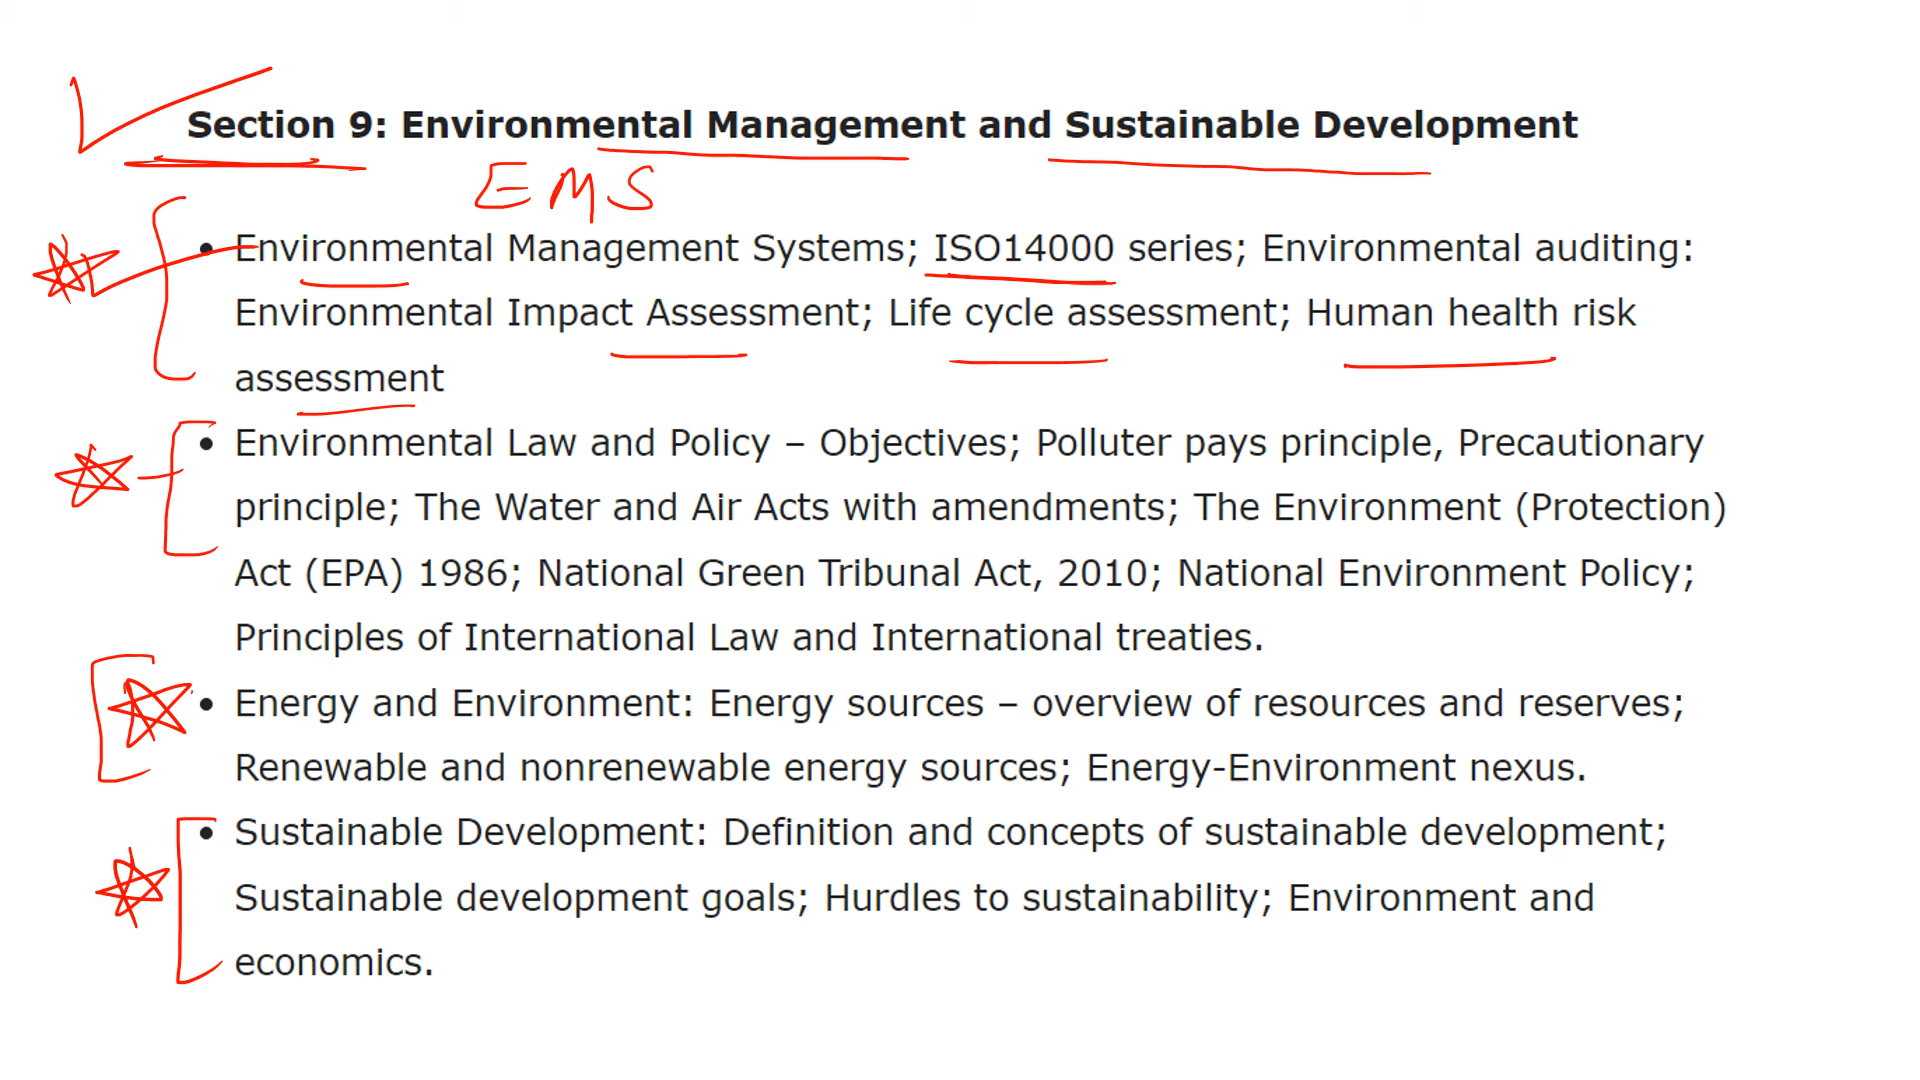 Section 9: Environmental Management and Sustainable Development
EMS
• Environmental Management Systems; ISO14000 series; Environmental auditing:
Environmental Impact Assessment; Life cycle assessment; Human health risk
assessment
• Environmental Law and Policy – Objectives; Polluter pays principle, Precautionary
principle; The Water and Air Acts with amendments; The Environment (Protection)
Act (EPA) 1986; National Green Tribunal Act, 2010; National Environment Policy;
Principles of International Law and International treaties.
• Energy and Environment: Energy sources – overview of resources and reserves;
Renewable and nonrenewable energy sources; Energy-Environment nexus.
• Sustainable Development: Definition and concepts of sustainable development;
Sustainable development goals; Hurdles to sustainability; Environment and
economics.